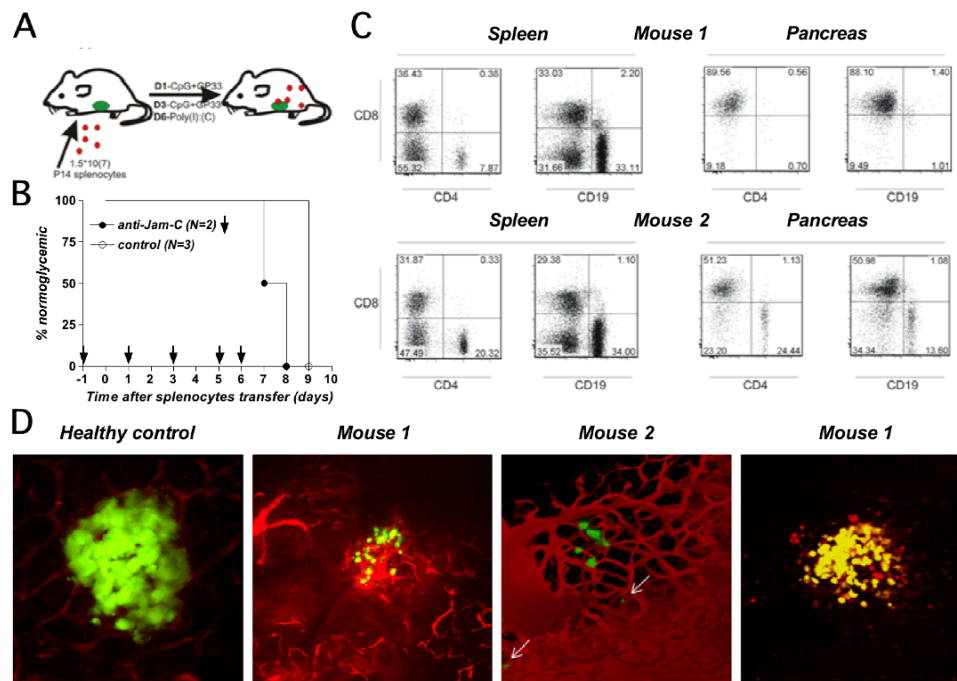 A
D1-CpG+GP33
D3-CpG+GP33
D6-Poly(I):(C)
1.5*10(7)
P14 splenocytes
B
100
75
50
25
0
% normoglycemic
anti-Jam-C (N=2)
control (N=3)
-1 0 1 2 3 4 5 6 7 8 9 10
Time after splenocytes transfer (days)
C
Spleen Mouse 1 Pancreas
CD8
36.43 0.38
55.32 7.87
CD4
33.03 2.20
31.66 33.11
CD19
89.56 0.56
9.18 0.70
CD4
88.10 1.40
9.49 1.01
CD19
Spleen Mouse 2 Pancreas
CD8
31.87 0.33
47.49 20.32
CD4
29.38 1.10
35.52 34.00
CD19
51.23 1.13
23.20 24.44
CD4
50.98 1.08
34.34 13.60
CD19
D
Healthy control Mouse 1 Mouse 2 Mouse 1